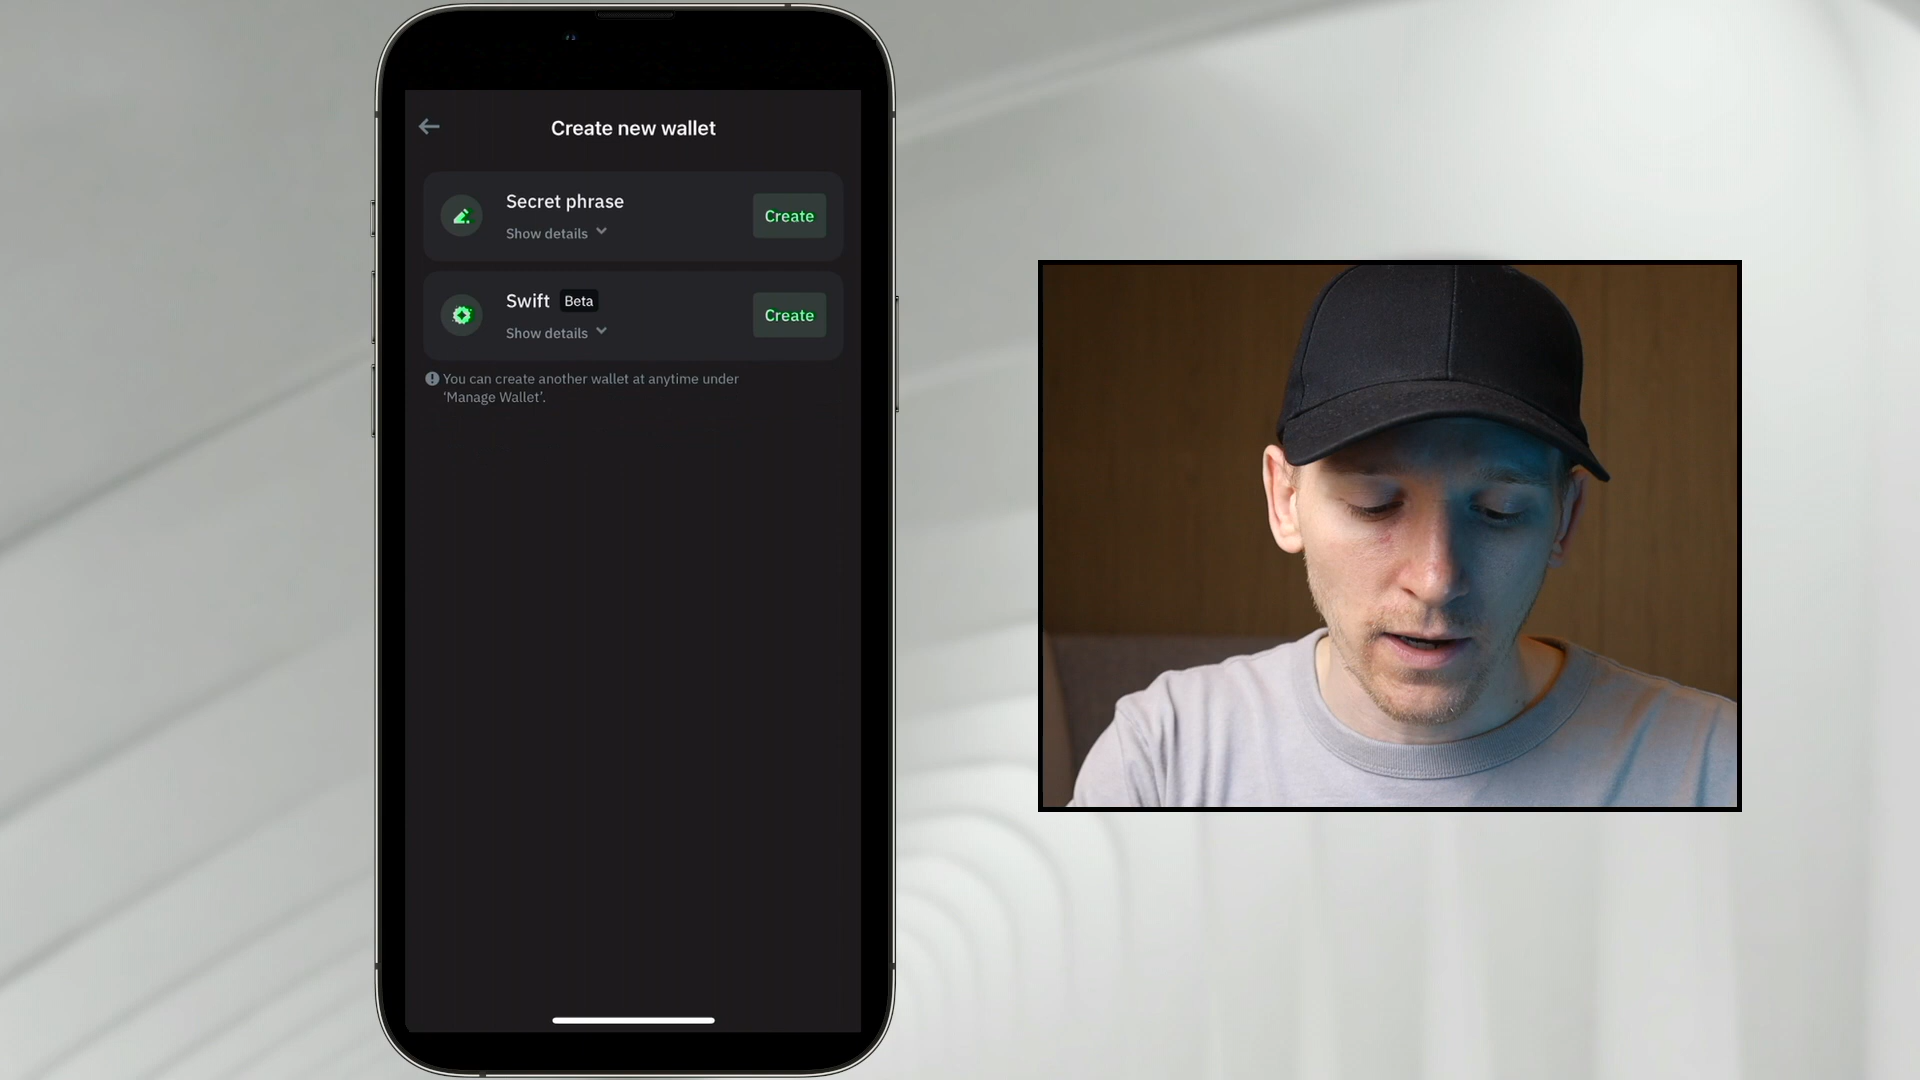 Create new wallet
Secret phrase
Create
Show details
Swift Beta
Create
Show details
You can create another wallet at anytime under
‘Manage Wallet’.